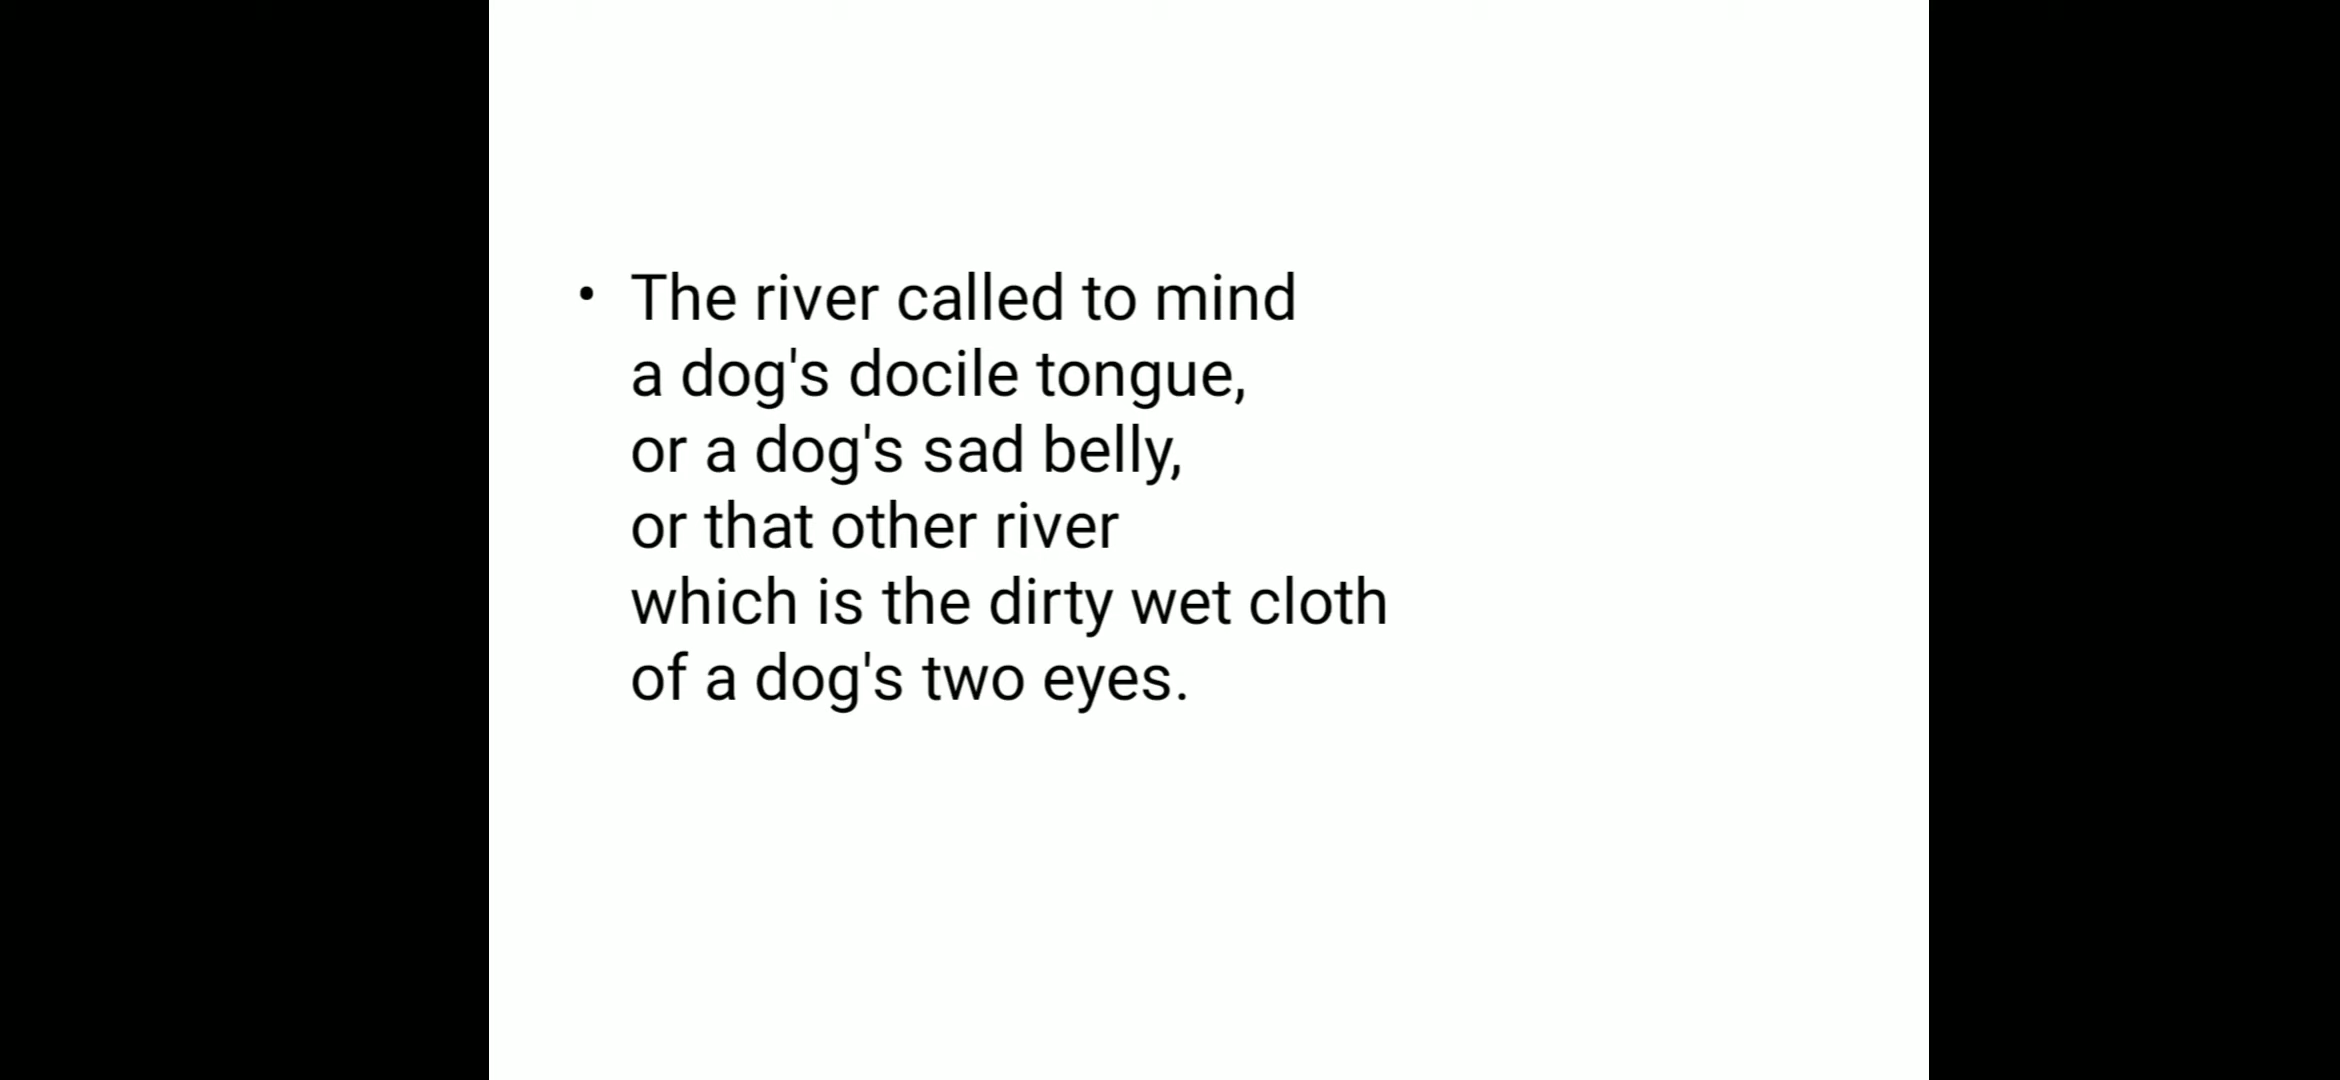 • The river called to mind
a dog's docile tongue,
or a dog's sad belly,
or that other river
which is the dirty wet cloth
of a dog's two eyes.